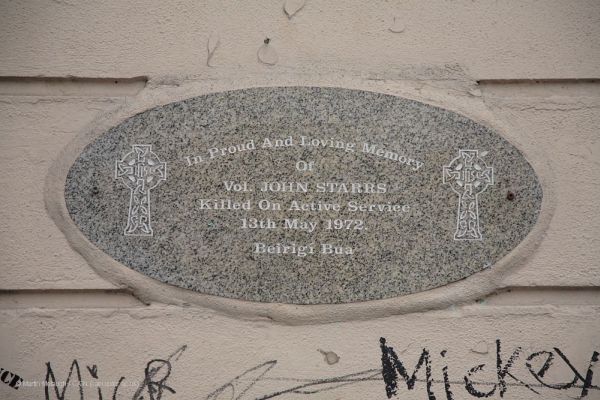 In Proud And Loving Memory
Of
Vol. JOHN STARRS
Killed On Active Service
13th May 1972.
Beirigí Bua
Mickey